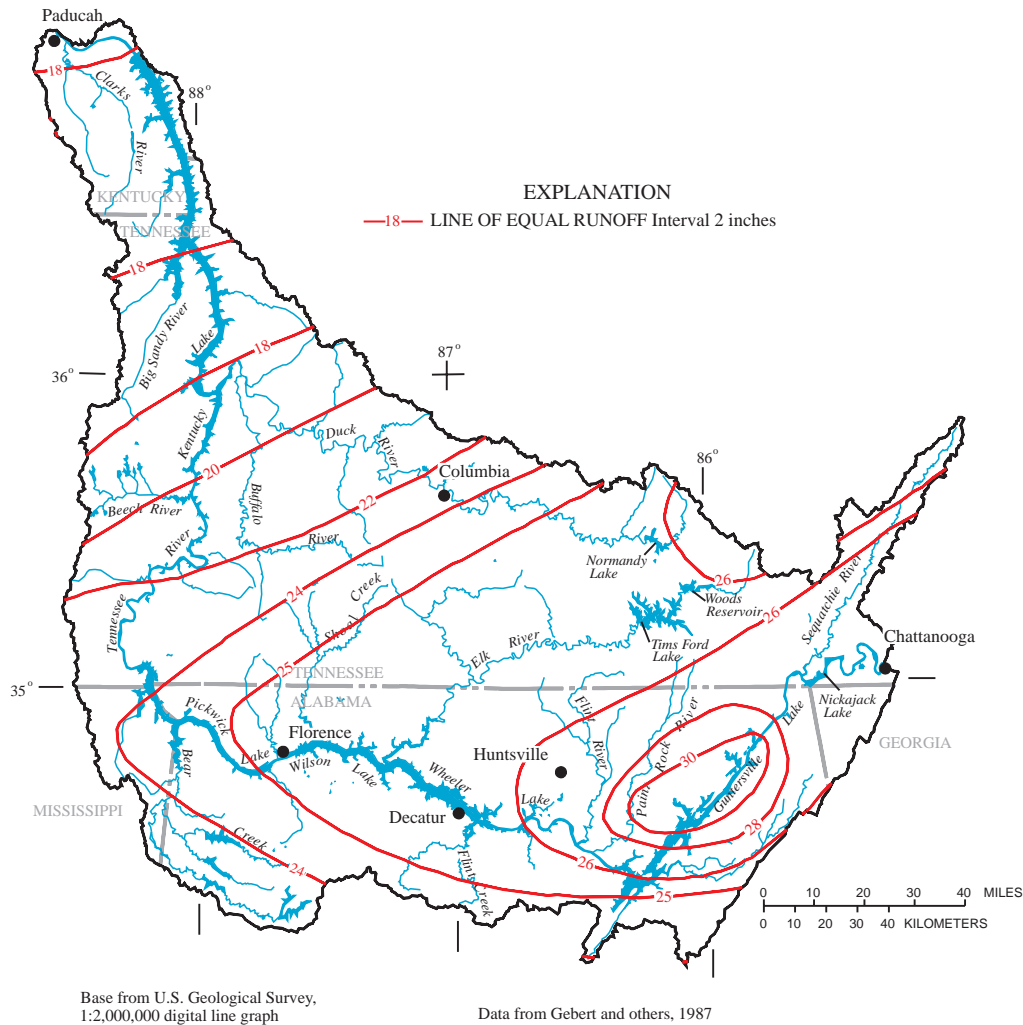 Paducah
18
Clarks
River
88°
KENTUCKY
TENNESSEE
EXPLANATION
18 LINE OF EQUAL RUNOFF Interval 2 inches
18
Big Sandy River
Lake
18
36°
87°
Kentucky
Duck
River
Columbia
86°
20
22
Beech River
Buffalo
River
River
Normandy
Lake
26
Woods
Reservoir
26
Sequatchie River
24
Shoal Creek
Tennessee
Elk River
Tims Ford
Lake
Chattanooga
25
TENNESSEE
35°
ALABAMA
Nickajack
Lake
Pickwick
Lake
Florence
Wilson
Lake
Bear
Creek
Huntsville
Flint
River
Paint Rock River
30
Guntersville
Lake
GEORGIA
Wheeler
Lake
MISSISSIPPI
Decatur
28
Flint
Creek
24
26
25
0 10 20 30 40 MILES
0 10 20 30 40 KILOMETERS
Base from U.S. Geological Survey,
1:2,000,000 digital line graph
Data from Gebert and others, 1987